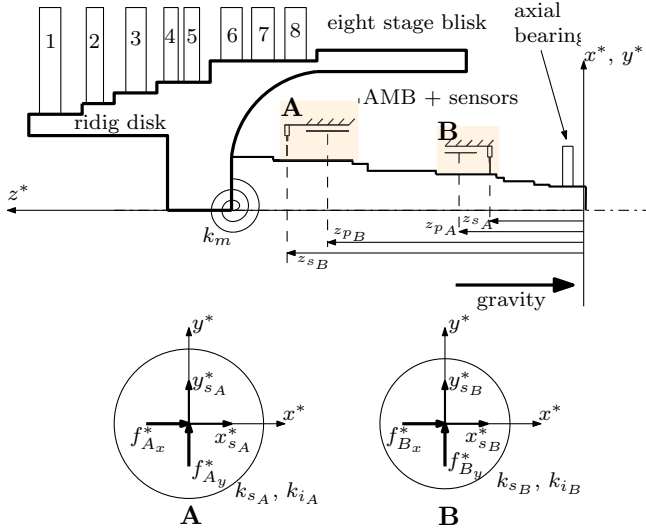 eight stage blisk
axial
bearing
1 2 3 4 5 6 7 8
x*, y*
AMB + sensors
A
B
ridig disk
z*
k_m
z_{s_A}
z_{p_B}
z_{p_A}
z_{s_B}
gravity
y* y*
y*_{s_A} y*_{s_B}
x* x*
f*_{A_x} x*_{s_A} f*_{B_x} x*_{s_B}
f*_{A_y} f*_{B_y}
k_{s_A}, k_{i_A} k_{s_B}, k_{i_B}
A B